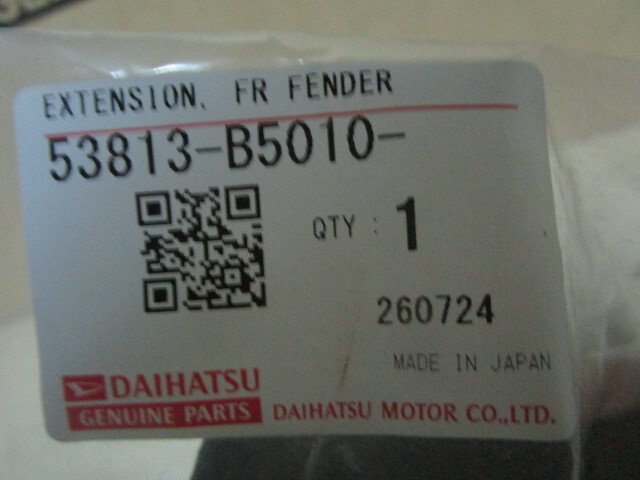 EXTENSION, FR FENDER
53813-B5010-
QTY : 1
260724
MADE IN JAPAN
DAIHATSU
GENUINE PARTS
DAIHATSU MOTOR CO.,LTD.